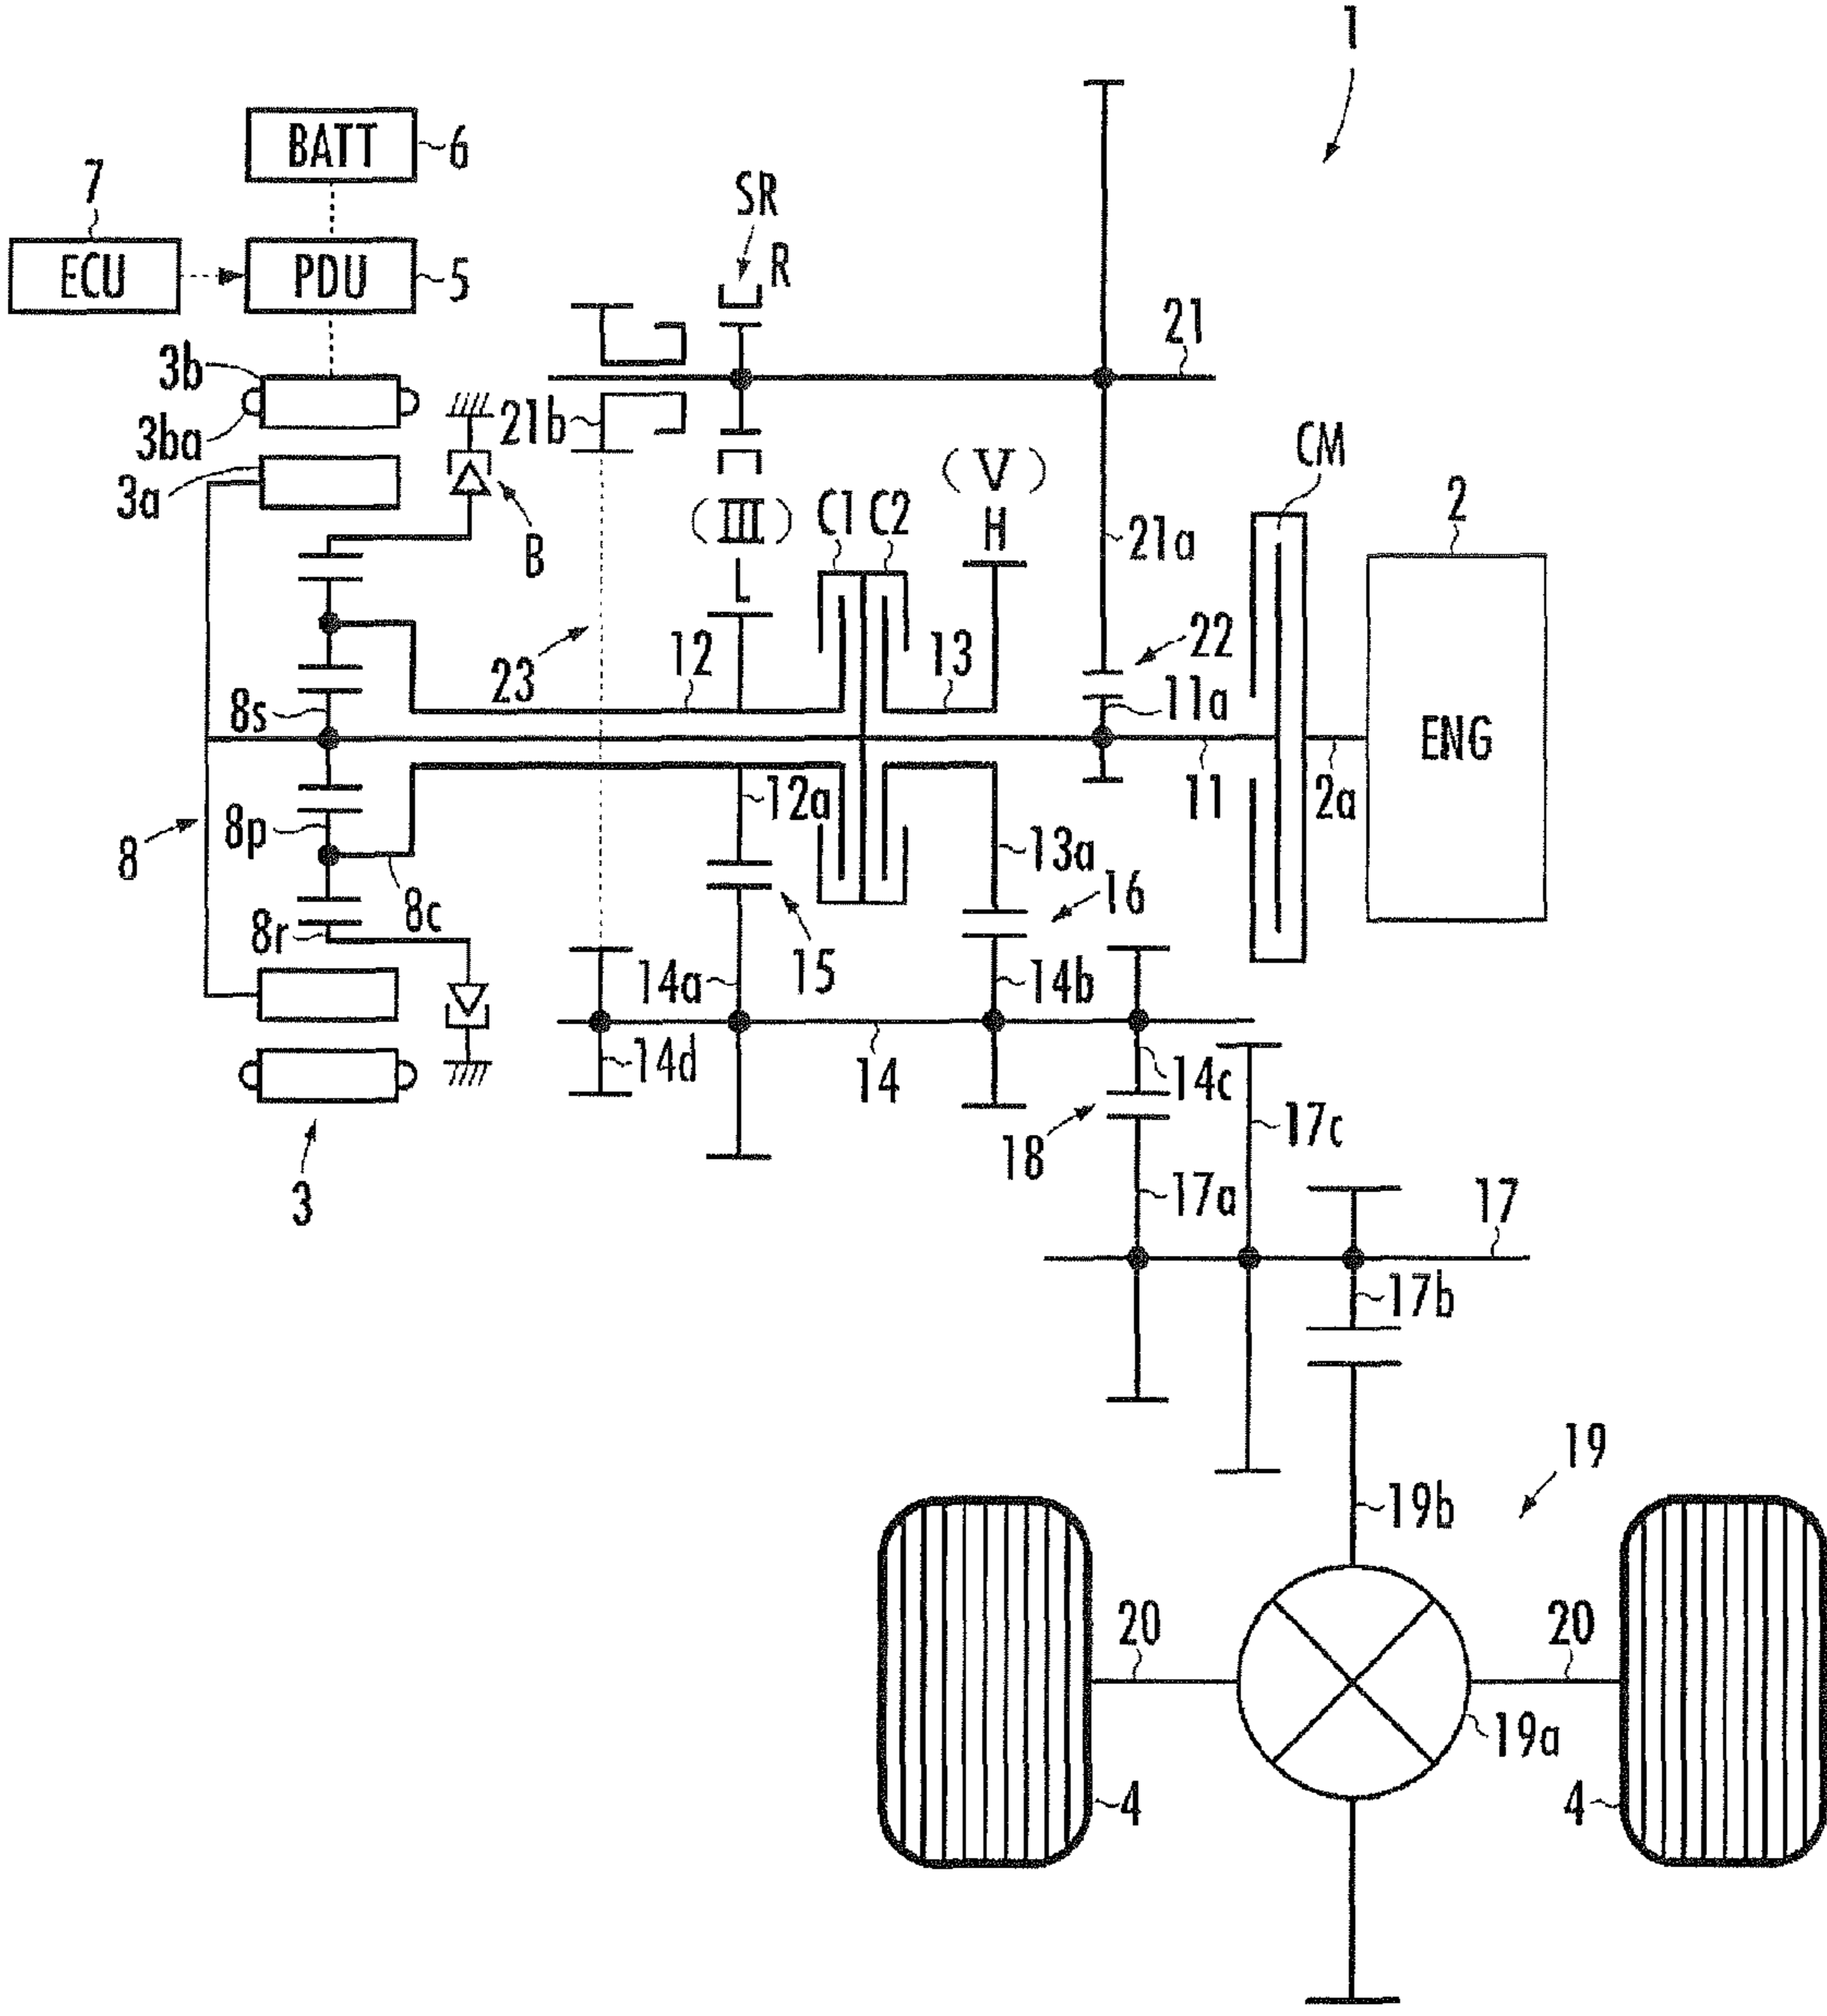 1
BATT
6
7
SR
ECU
PDU
5
R
21
3b
3ba
21b
CM
(V)
3a
(III)
C1
C2
H
2
B
21a
L
22
23
12
13
8s
11a
ENG
12a
11
2a
8
8p
13a
8c
16
8r
15
14a
14b
14d
14
14c
17c
18
3
17a
17
17b
19
19b
20
20
19a
4
4